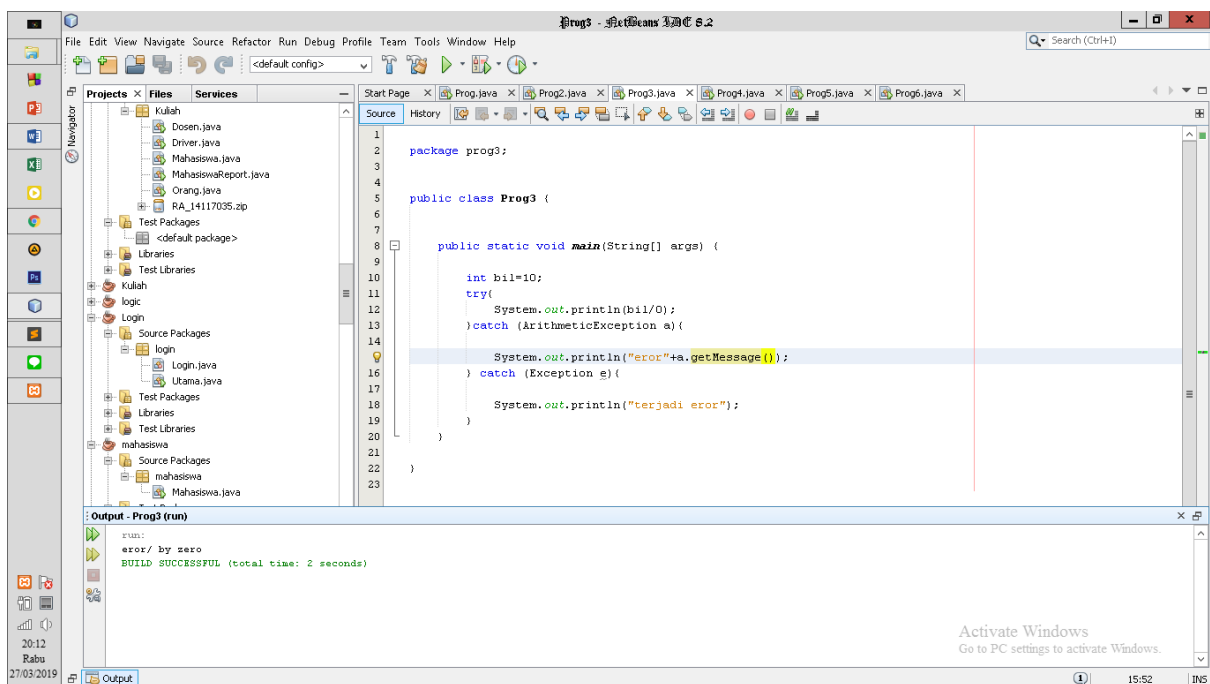 Prog3 - NetBeans IDE 8.2
File Edit View Navigate Source Refactor Run Debug Profile Team Tools Window Help
Search (Ctrl+I)
<default config>
Projects Files Services
Navigator
Kuliah
Dosen.java
Driver.java
Mahasiswa.java
MahasiswaReport.java
Orang.java
RA_14117035.zip
Test Packages
<default package>
Libraries
Test Libraries
Kuliah
logic
Login
Source Packages
login
Login.java
Utama.java
Test Packages
Libraries
Test Libraries
mahasiswa
Source Packages
mahasiswa
Mahasiswa.java
Start Page Prog.java Prog2.java Prog3.java Prog4.java Prog5.java Prog6.java
Source History
1
2 package prog3;
3
4
5 public class Prog3 {
6
7
8 public static void main(String[] args) {
9
10 int bil=10;
11 try{
12 System.out.println(bil/0);
13 }catch (ArithmeticException a){
14
System.out.println("eror"+a.getMessage());
16 } catch (Exception e){
17
18 System.out.println("terjadi eror");
19 }
20 }
21
22 }
23
Output - Prog3 (run)
run:
eror/ by zero
BUILD SUCCESSFUL (total time: 2 seconds)
Activate Windows
Go to PC settings to activate Windows.
20:12
Rabu
27/03/2019
Output
1
15:52
INS